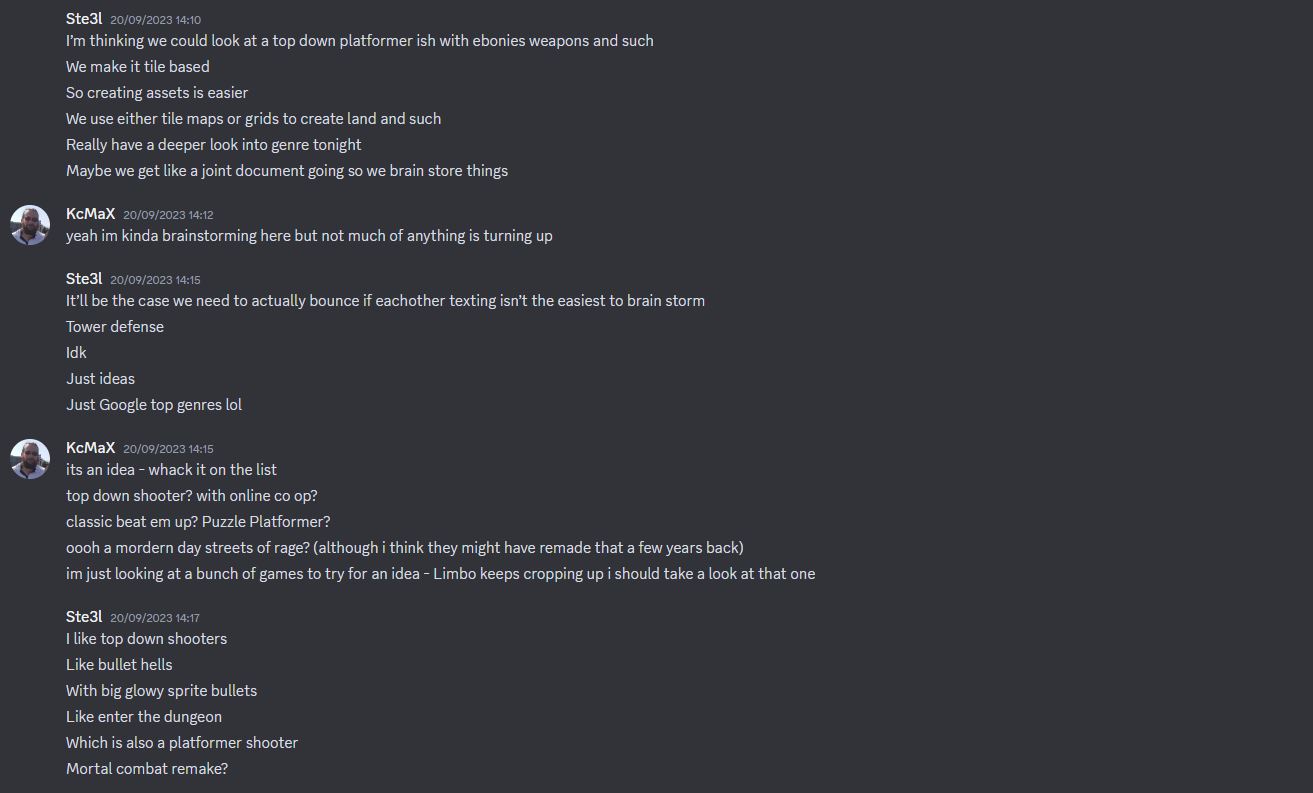 Ste3l 20/09/2023 14:10
I'm thinking we could look at a top down platformer ish with ebonies weapons and such
We make it tile based
So creating assets is easier
We use either tile maps or grids to create land and such
Really have a deeper look into genre tonight
Maybe we get like a joint document going so we brain store things
KcMaX 20/09/2023 14:12
yeah im kinda brainstorming here but not much of anything is turning up
Ste3l 20/09/2023 14:15
It'll be the case we need to actually bounce if eachother texting isn't the easiest to brain storm
Tower defense
Idk
Just ideas
Just Google top genres lol
KcMaX 20/09/2023 14:15
its an idea - whack it on the list
top down shooter? with online co op?
classic beat em up? Puzzle Platformer?
oooh a mordern day streets of rage? (although i think they might have remade that a few years back)
im just looking at a bunch of games to try for an idea - Limbo keeps cropping up i should take a look at that one
Ste3l 20/09/2023 14:17
I like top down shooters
Like bullet hells
With big glowy sprite bullets
Like enter the dungeon
Which is also a platformer shooter
Mortal combat remake?